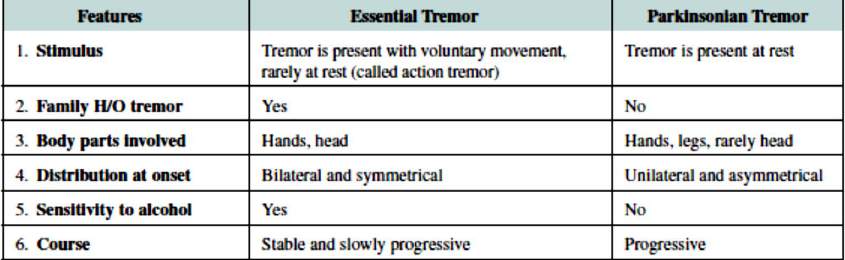 Features Essential Tremor Parkinsonian Tremor
1. Stimulus Tremor is present with voluntary movement, Tremor is present at rest
rarely at rest (called action tremor)
2. Family H/O tremor Yes No
3. Body parts involved Hands, head Hands, legs, rarely head
4. Distribution at onset Bilateral and symmetrical Unilateral and asymmetrical
5. Sensitivity to alcohol Yes No
6. Course Stable and slowly progressive Progressive